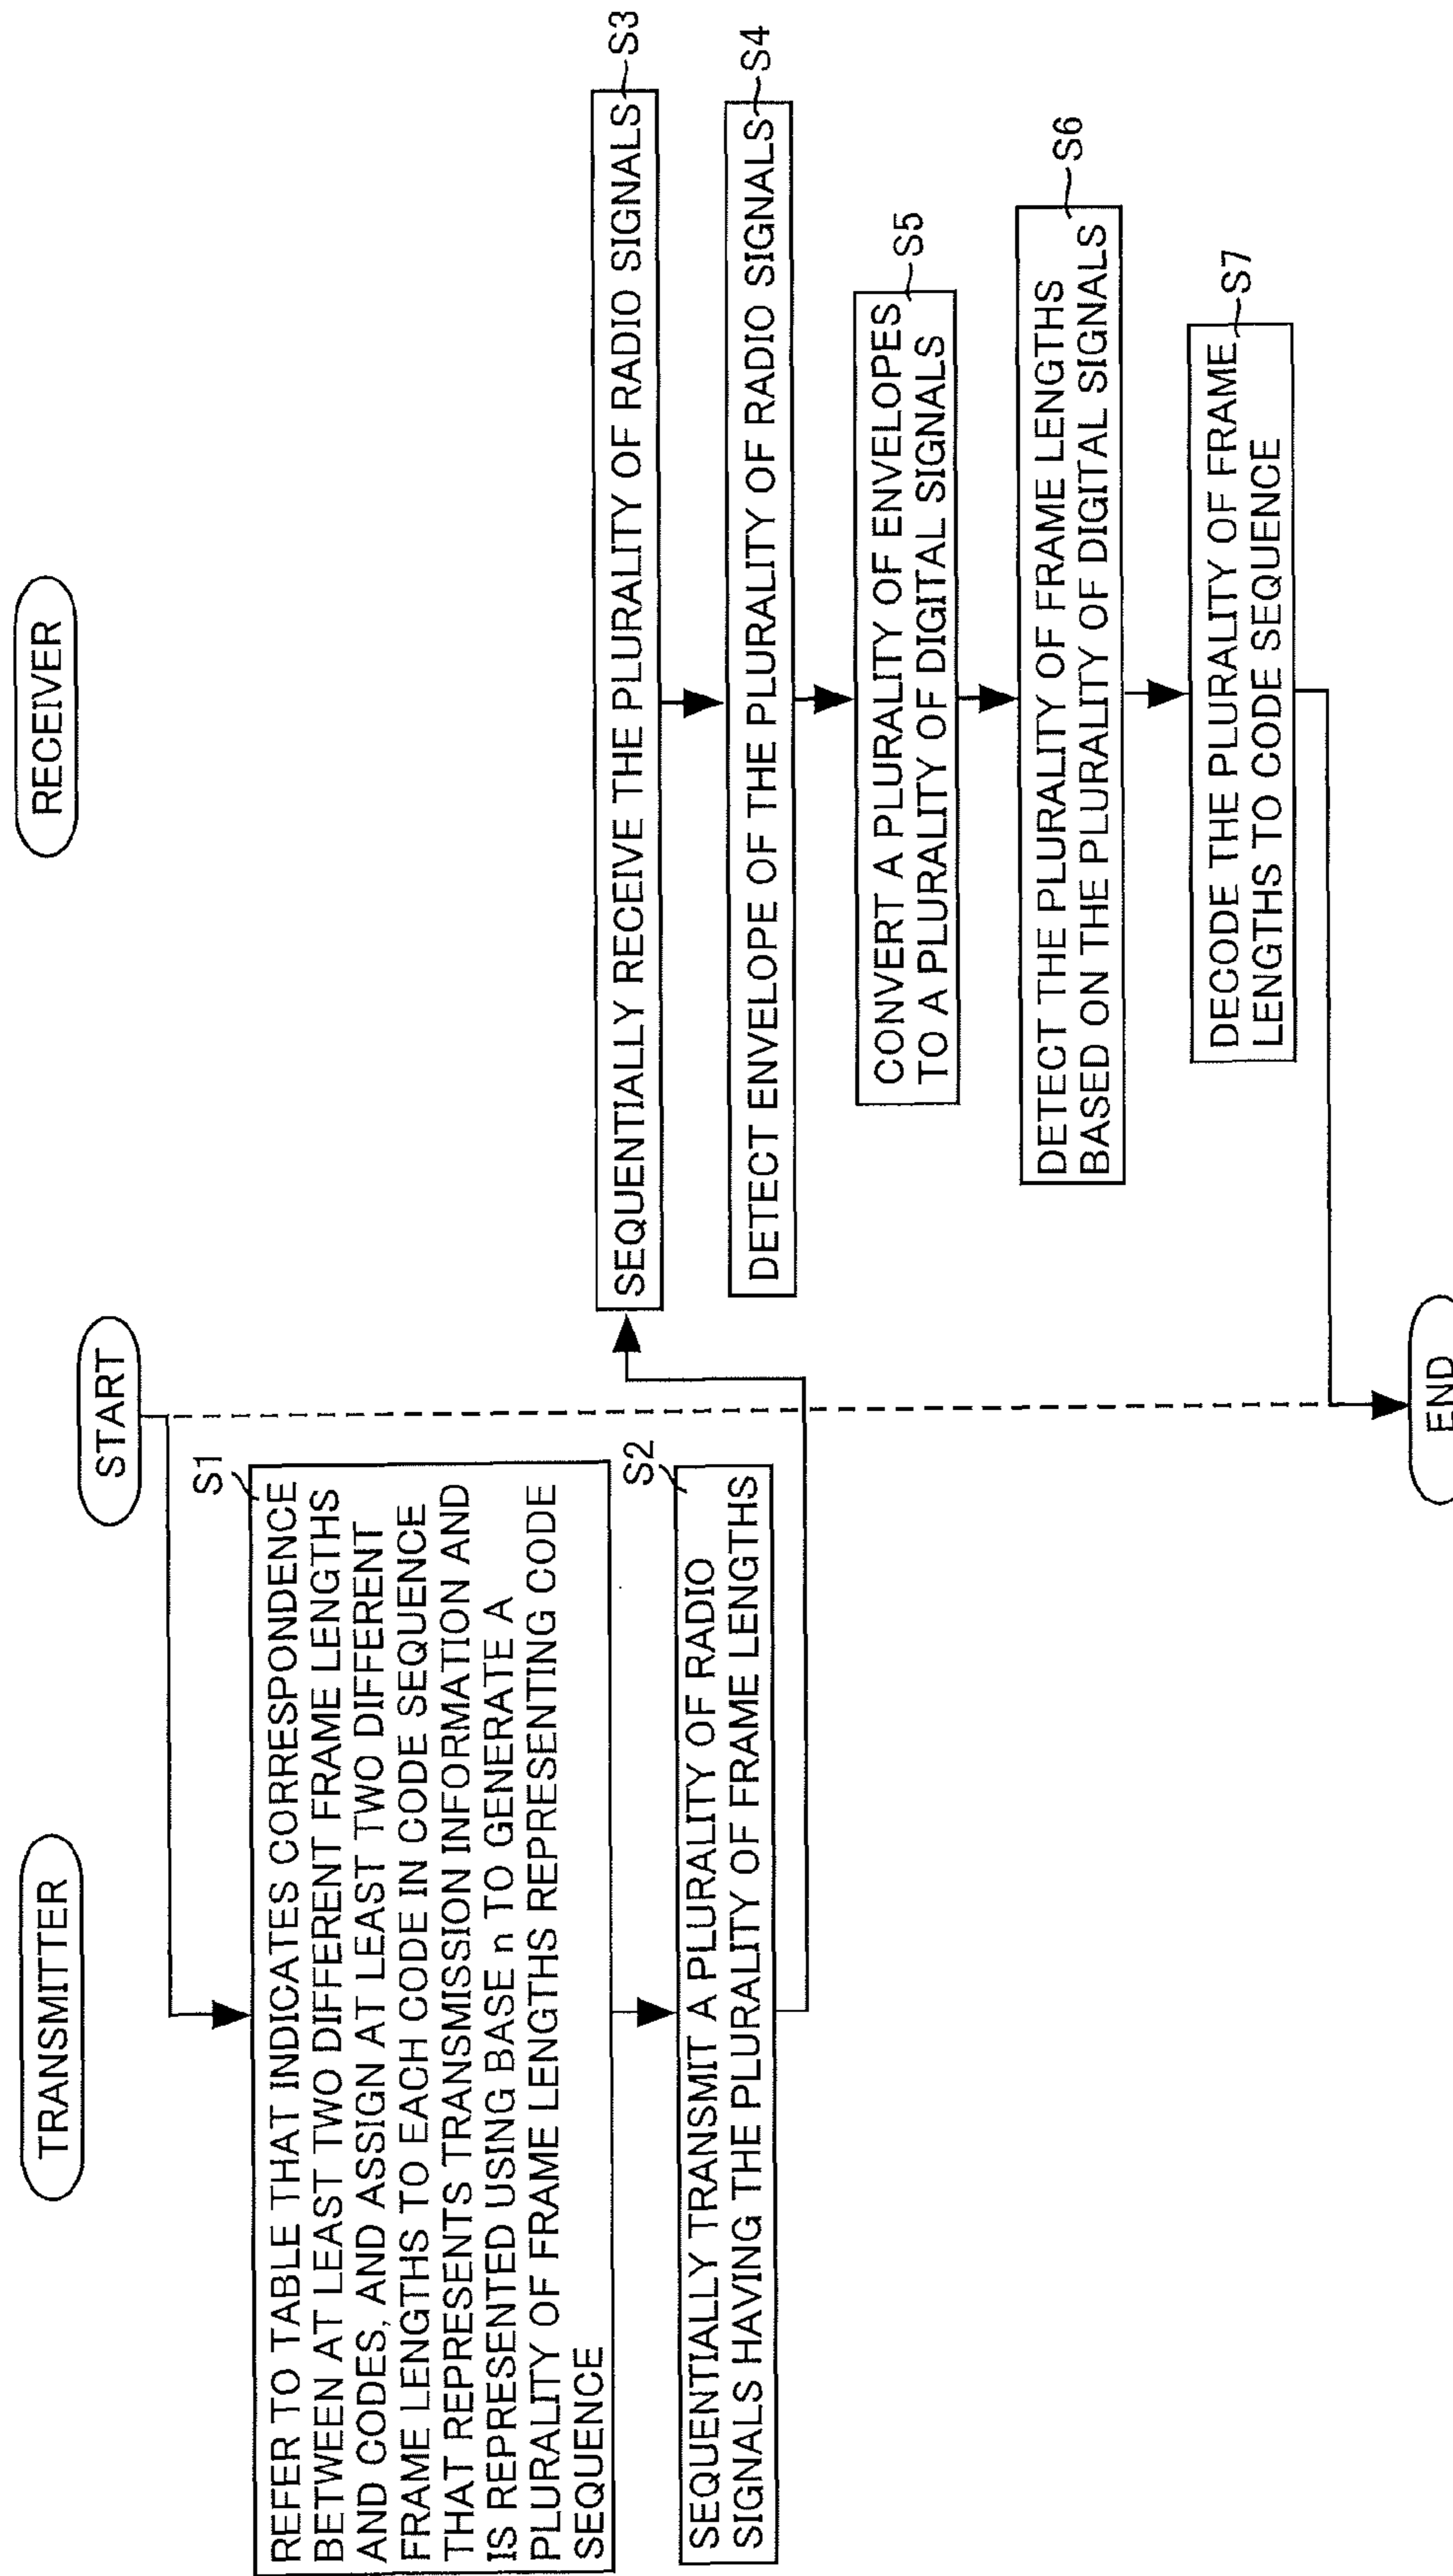 TRANSMITTER
RECEIVER
START
S1
REFER TO TABLE THAT INDICATES CORRESPONDENCE
BETWEEN AT LEAST TWO DIFFERENT FRAME LENGTHS
AND CODES, AND ASSIGN AT LEAST TWO DIFFERENT
FRAME LENGTHS TO EACH CODE IN CODE SEQUENCE
THAT REPRESENTS TRANSMISSION INFORMATION AND
IS REPRESENTED USING BASE n TO GENERATE A
PLURALITY OF FRAME LENGTHS REPRESENTING CODE
SEQUENCE
S2
SEQUENTIALLY TRANSMIT A PLURALITY OF RADIO
SIGNALS HAVING THE PLURALITY OF FRAME LENGTHS
SEQUENTIALLY RECEIVE THE PLURALITY OF RADIO SIGNALS
S3
DETECT ENVELOPE OF THE PLURALITY OF RADIO SIGNALS
S4
CONVERT A PLURALITY OF ENVELOPES
TO A PLURALITY OF DIGITAL SIGNALS
S5
DETECT THE PLURALITY OF FRAME LENGTHS
BASED ON THE PLURALITY OF DIGITAL SIGNALS
S6
DECODE THE PLURALITY OF FRAME
LENGTHS TO CODE SEQUENCE
S7
END